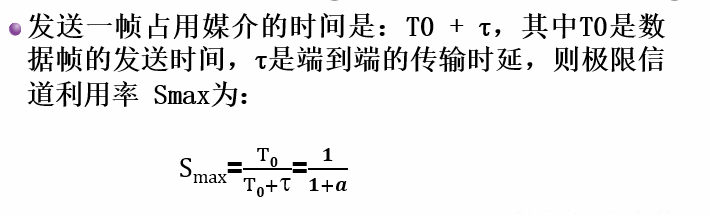 发送一帧占用媒介的时间是：T0 + τ，其中T0是数
据帧的发送时间，τ是端到端的传输时延，则极限信
道利用率 Smax为：
Smax=T0/(T0+τ)=1/(1+a)